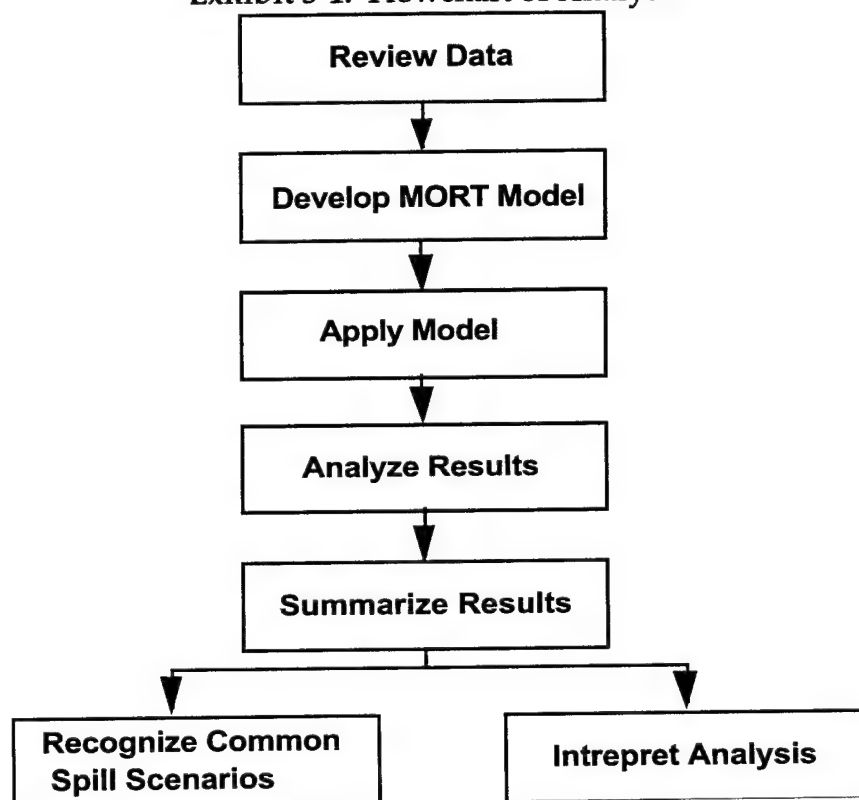 Review Data
Develop MORT Model
Apply Model
Analyze Results
Summarize Results
Recognize Common
Spill Scenarios
Intrepret Analysis